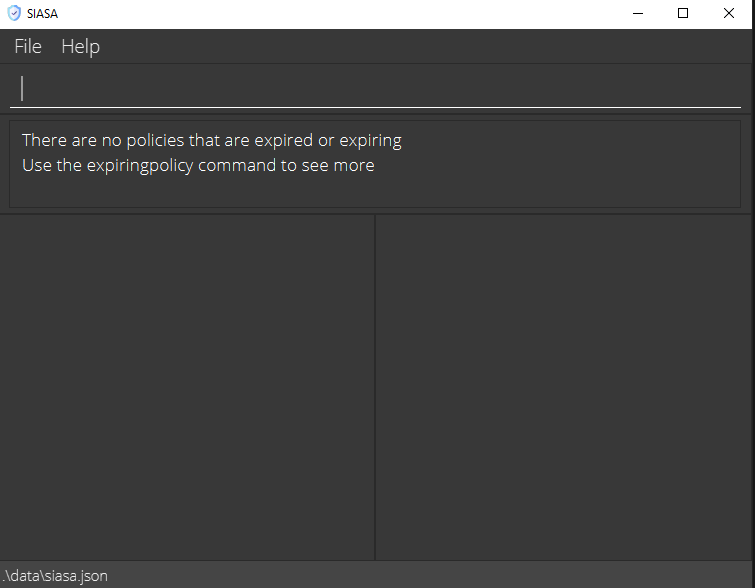 SIASA
File Help
There are no policies that are expired or expiring
Use the expiringpolicy command to see more
.\data\siasa.json